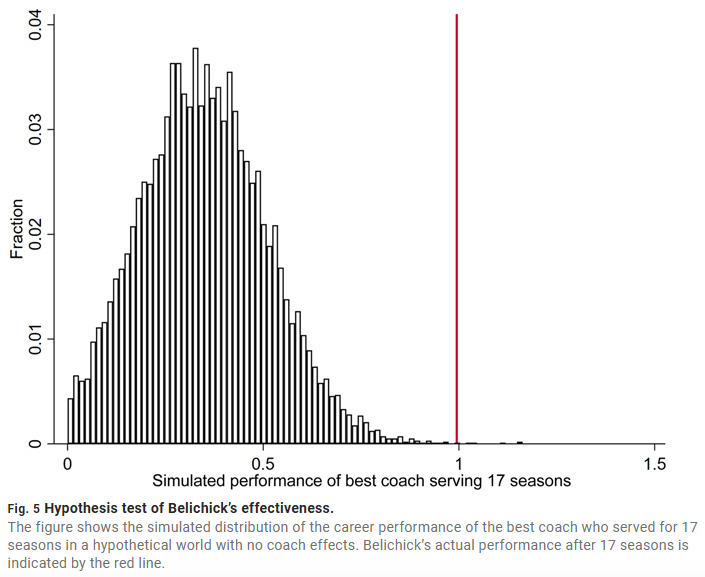 0.04
0.03
0.02
0.01
0
Fraction
0
0.5
1
1.5
Simulated performance of best coach serving 17 seasons
Fig. 5 Hypothesis test of Belichick’s effectiveness.
The figure shows the simulated distribution of the career performance of the best coach who served for 17
seasons in a hypothetical world with no coach effects. Belichick’s actual performance after 17 seasons is
indicated by the red line.